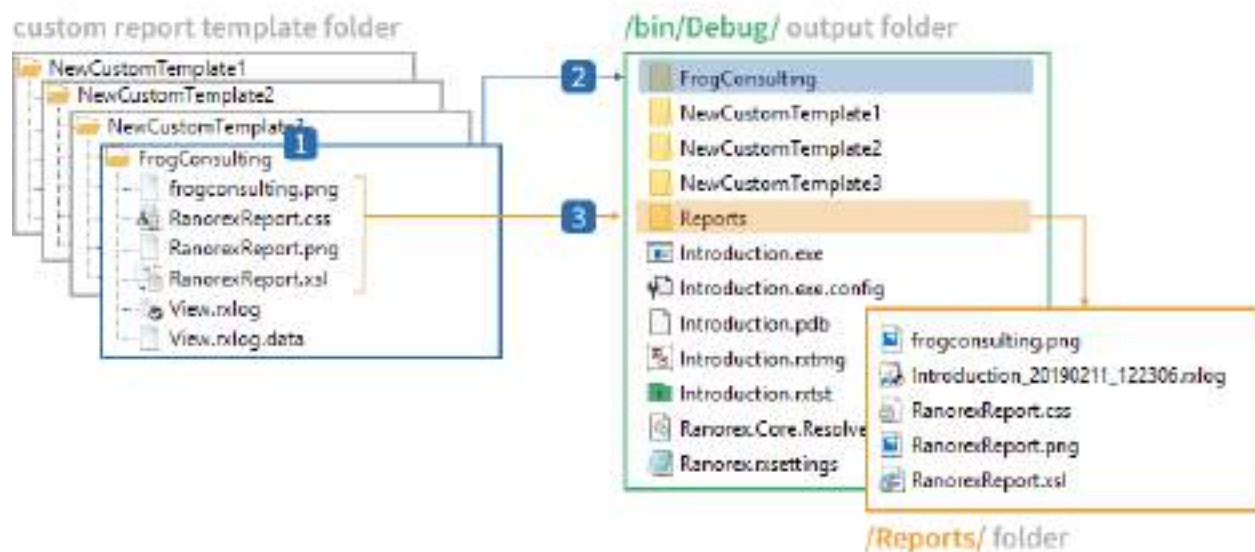 custom report template folder
NewCustomTemplate1
NewCustomTemplate2
NewCustomTemplate3
1
FrogConsulting
frogconsulting.png
RanorexReport.css
RanorexReport.png
RanorexReport.xsl
View.rxlog
View.rxlog.data
2
3
/bin/Debug/ output folder
FrogConsulting
NewCustomTemplate1
NewCustomTemplate2
NewCustomTemplate3
Reports
Introduction.exe
Introduction.exe.config
Introduction.pdb
Introduction.rxtmg
Introduction.rxtst
Ranorex.Core.Resolve
Ranorex.rxsettings
frogconsulting.png
Introduction_20190211_122306.rxlog
RanorexReport.css
RanorexReport.png
RanorexReport.xsl
/Reports/ folder